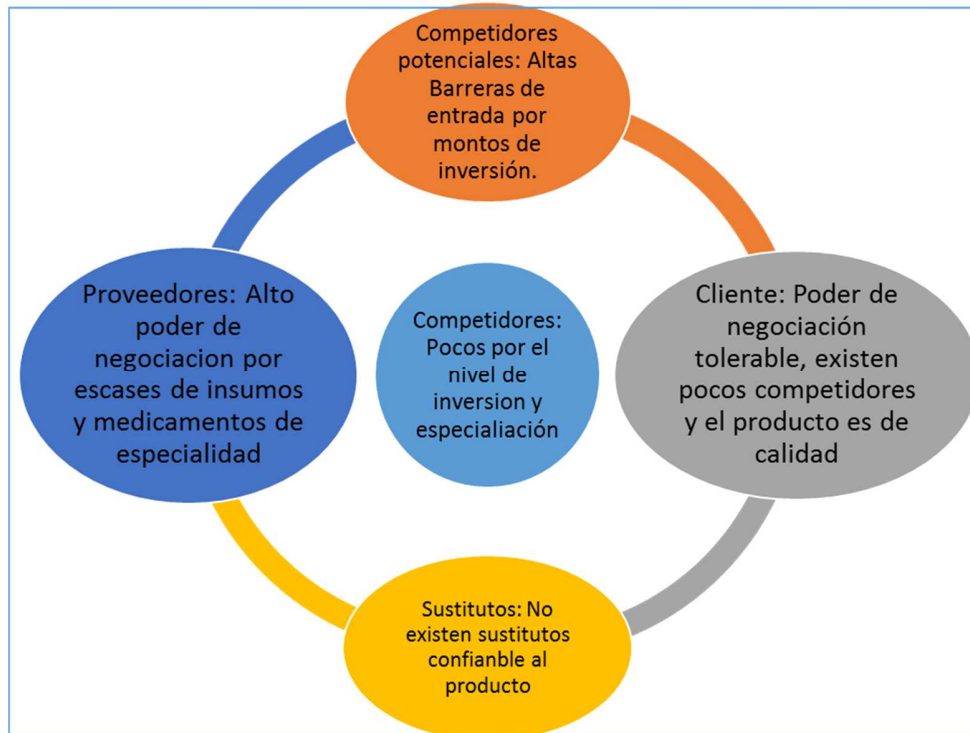 Competidores
potenciales: Altas
Barreras de
entrada por
montos de
inversión.
Proveedores: Alto
poder de
negociacion por
escases de insumos
y medicamentos de
especialidad
Competidores:
Pocos por el
nivel de
inversion y
especialiación
Cliente: Poder de
negociación
tolerable, existen
pocos competidores
y el producto es de
calidad
Sustitutos: No
existen sustitutos
confianble al
producto